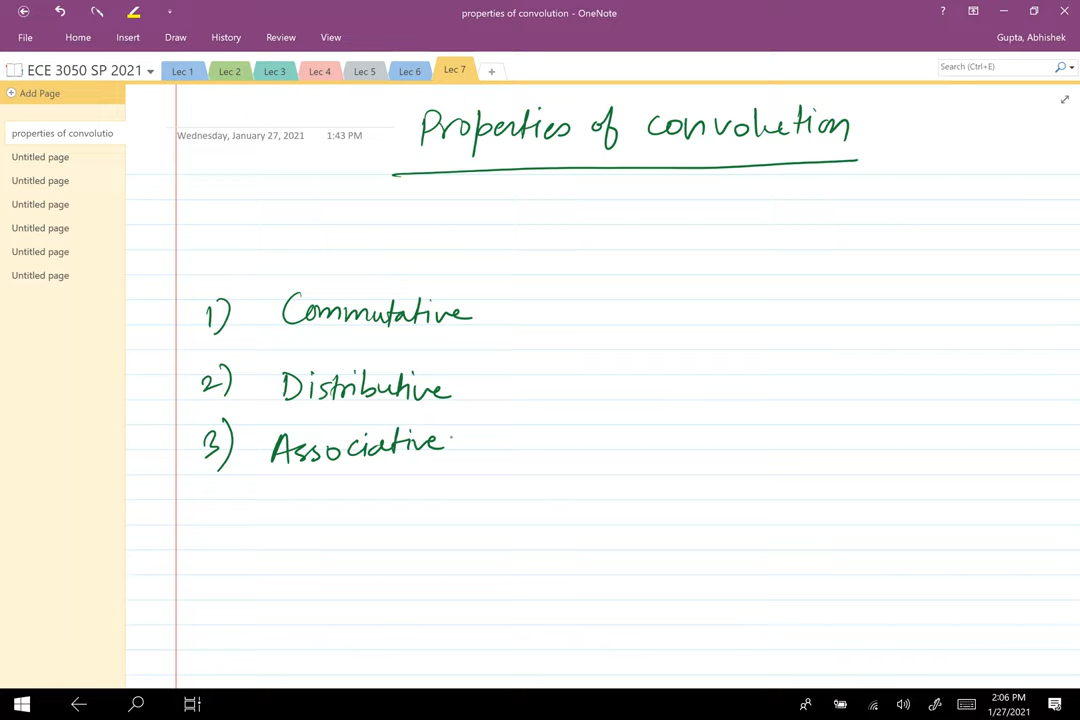 properties of convolution - OneNote
?
File Home Insert Draw History Review View
Gupta, Abhishek
ECE 3050 SP 2021
Lec 1 Lec 2 Lec 3 Lec 4 Lec 5 Lec 6 Lec 7 +
Search (Ctrl+E)
Add Page
properties of convolutio
Untitled page
Untitled page
Untitled page
Untitled page
Untitled page
Untitled page
Wednesday, January 27, 2021 1:43 PM
Properties of convolution
1) Commutative
2) Distributive
3) Associative
2:06 PM
1/27/2021